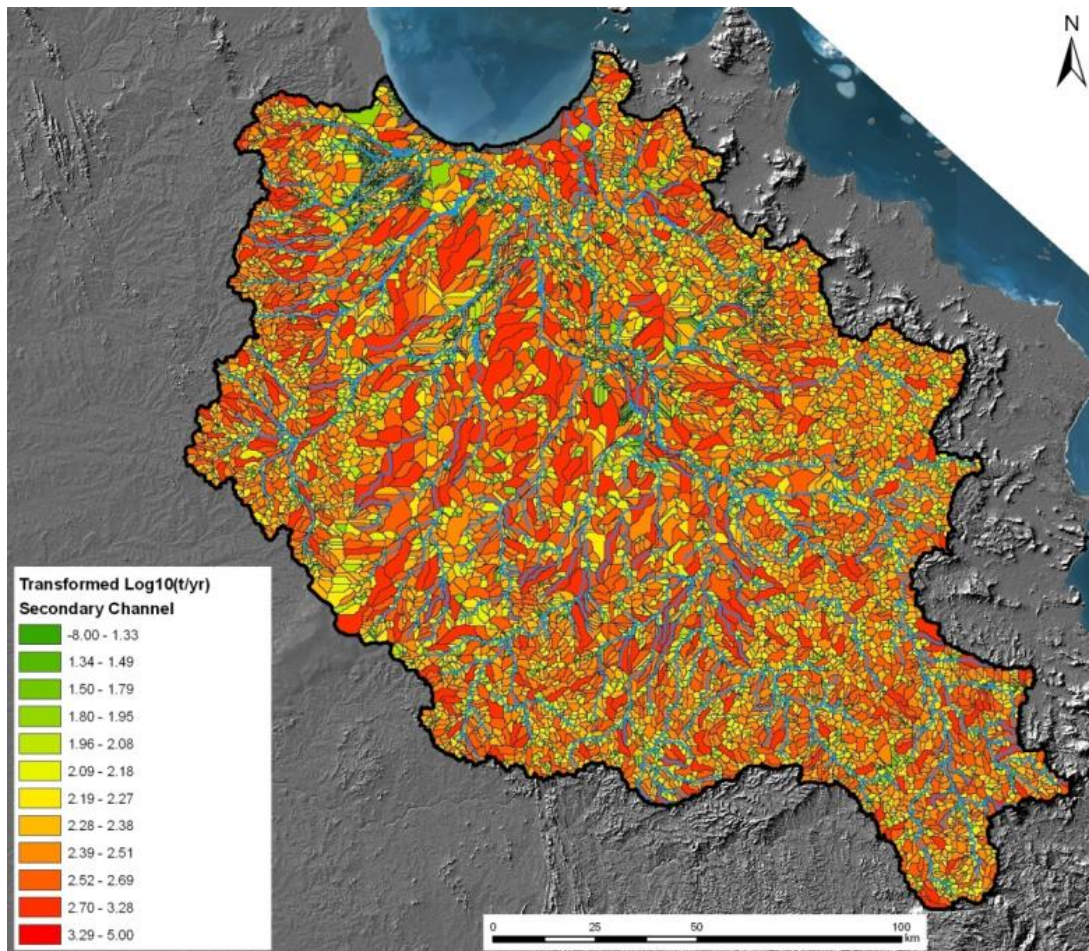 N
Transformed Log10(t/yr)
Secondary Channel
-8.00 - 1.33
1.34 - 1.49
1.50 - 1.79
1.80 - 1.95
1.96 - 2.08
2.09 - 2.18
2.19 - 2.27
2.28 - 2.38
2.39 - 2.51
2.52 - 2.69
2.70 - 3.28
3.29 - 5.00
0 25 50 100
km